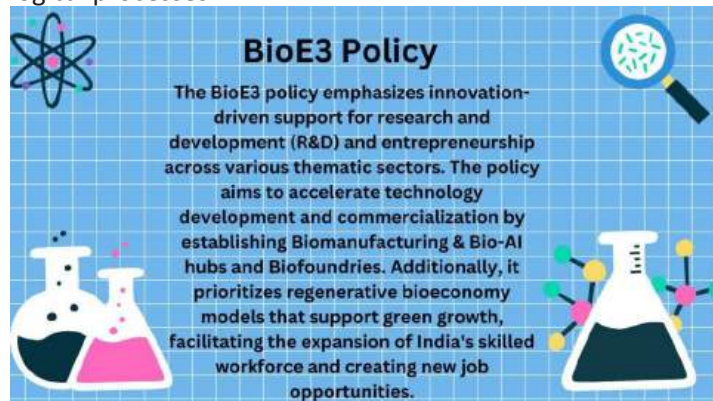 BioE3 Policy
The BioE3 policy emphasizes innovation-
driven support for research and
development (R&D) and entrepreneurship
across various thematic sectors. The policy
aims to accelerate technology
development and commercialization by
establishing Biomanufacturing & Bio-AI
hubs and Biofoundries. Additionally, it
prioritizes regenerative bioeconomy
models that support green growth,
facilitating the expansion of India's skilled
workforce and creating new job
opportunities.